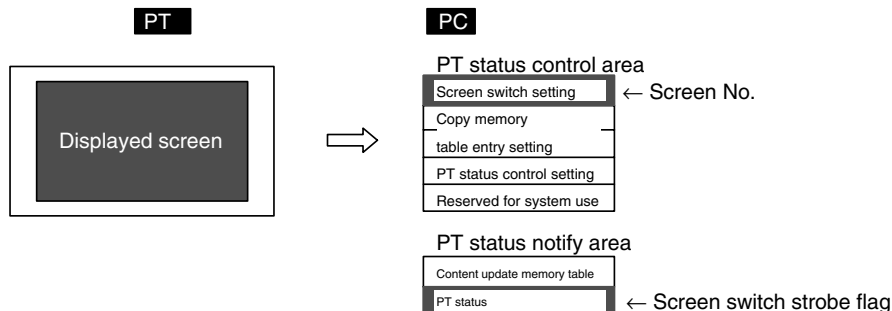 PT
PC
Displayed screen
PT status control area
Screen switch setting
← Screen No.
Copy memory
table entry setting
PT status control setting
Reserved for system use
PT status notify area
Content update memory table
PT status
← Screen switch strobe flag